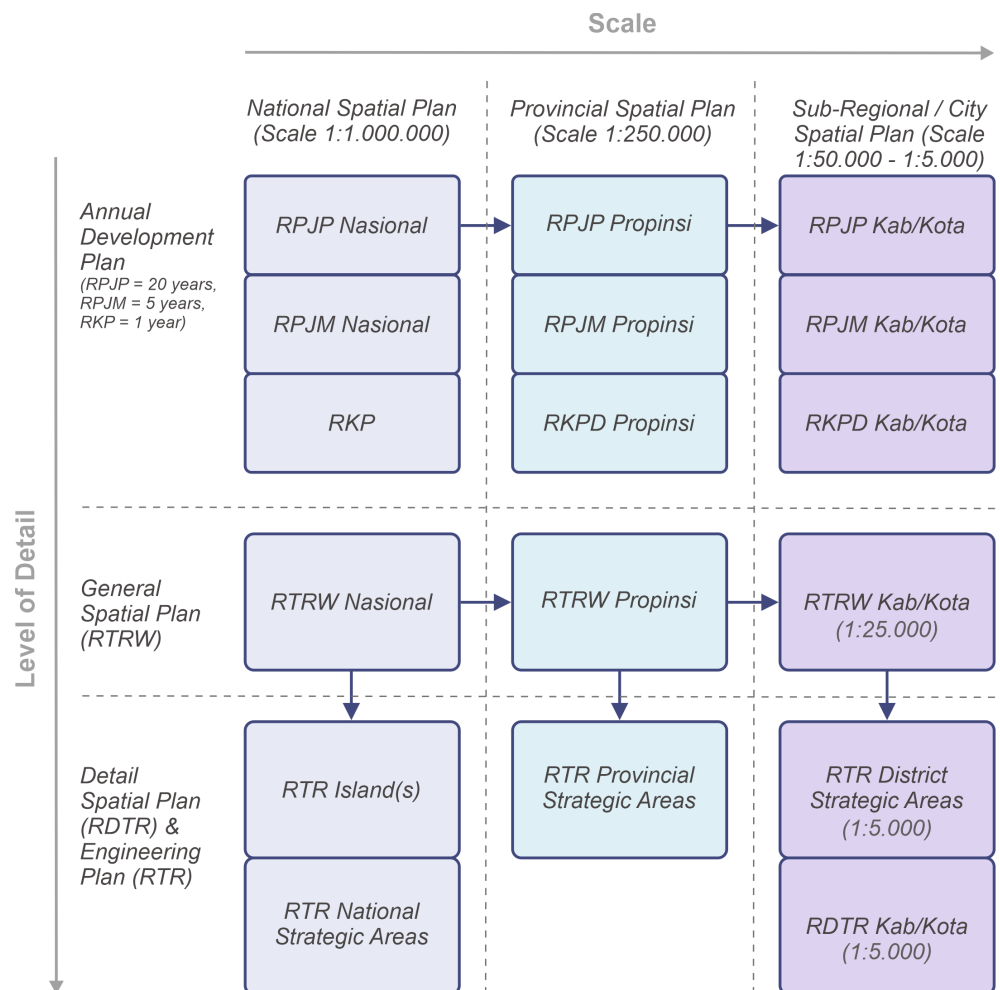 Scale
National Spatial Plan
(Scale 1:1.000.000)
Provincial Spatial Plan
(Scale 1:250.000)
Sub-Regional / City
Spatial Plan (Scale
1:50.000 - 1:5.000)
Level of Detail
Annual
Development
Plan
(RPJP = 20 years,
RPJM = 5 years,
RKP = 1 year)
RPJP Nasional
RPJP Propinsi
RPJP Kab/Kota
RPJM Nasional
RPJM Propinsi
RPJM Kab/Kota
RKP
RKPD Propinsi
RKPD Kab/Kota
General
Spatial Plan
(RTRW)
RTRW Nasional
RTRW Propinsi
RTRW Kab/Kota
(1:25.000)
Detail
Spatial Plan
(RDTR) &
Engineering
Plan (RTR)
RTR Island(s)
RTR Provincial
Strategic Areas
RTR District
Strategic Areas
(1:5.000)
RTR National
Strategic Areas
RDTR Kab/Kota
(1:5.000)